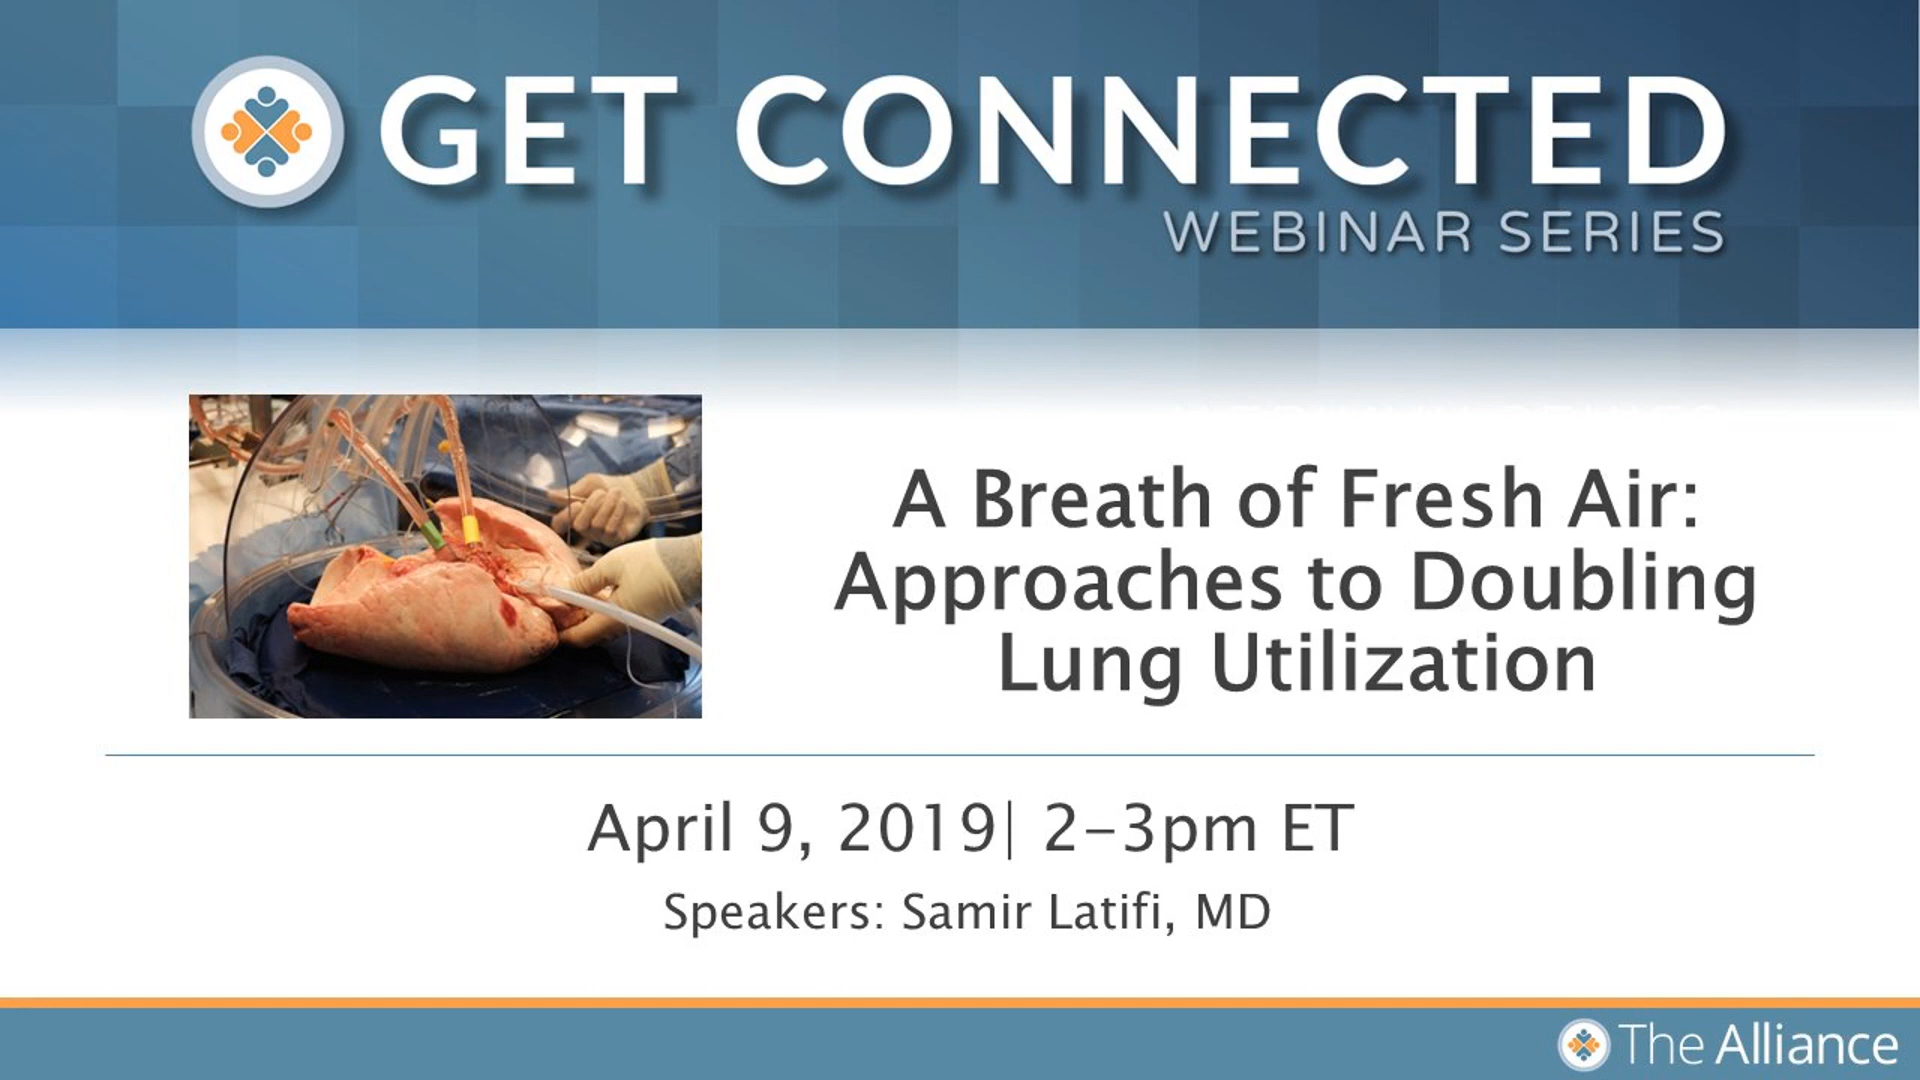 GET CONNECTED
WEBINAR SERIES
A Breath of Fresh Air:
Approaches to Doubling
Lung Utilization
April 9, 2019| 2-3pm ET
Speakers: Samir Latifi, MD
The Alliance